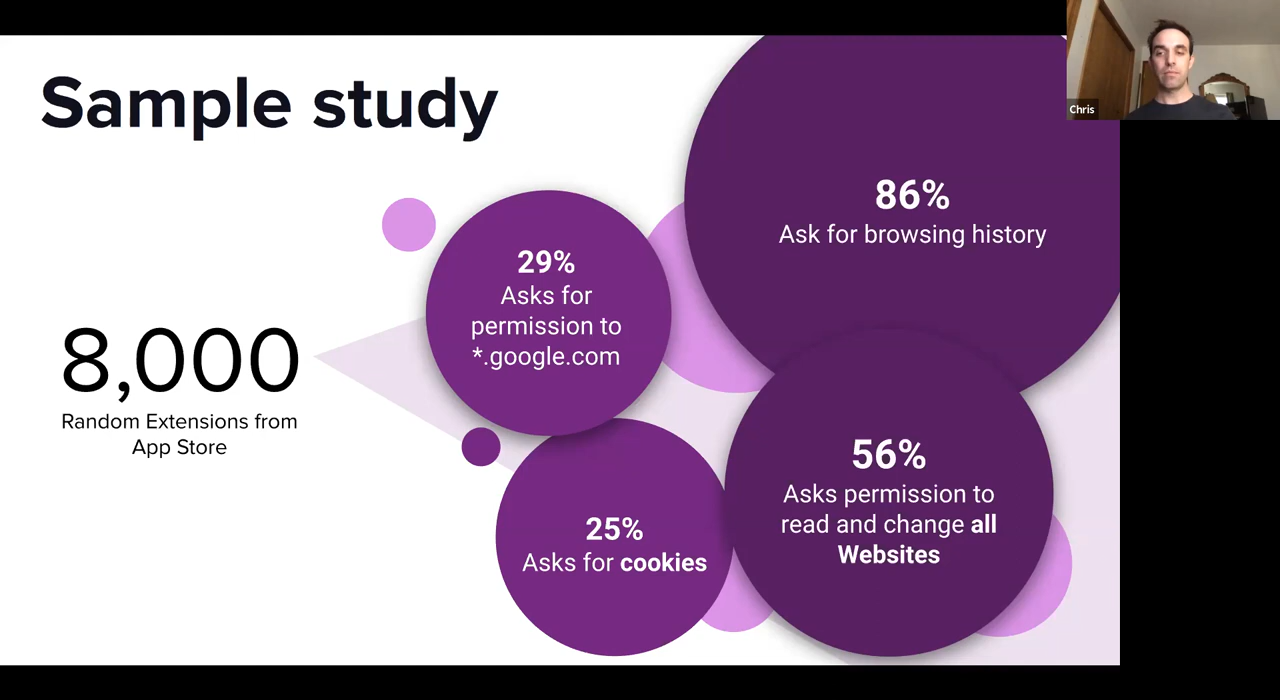 Sample study
8,000
Random Extensions from
App Store
29%
Asks for
permission to
*.google.com
86%
Ask for browsing history
25%
Asks for cookies
56%
Asks permission to
read and change all
Websites
Chris